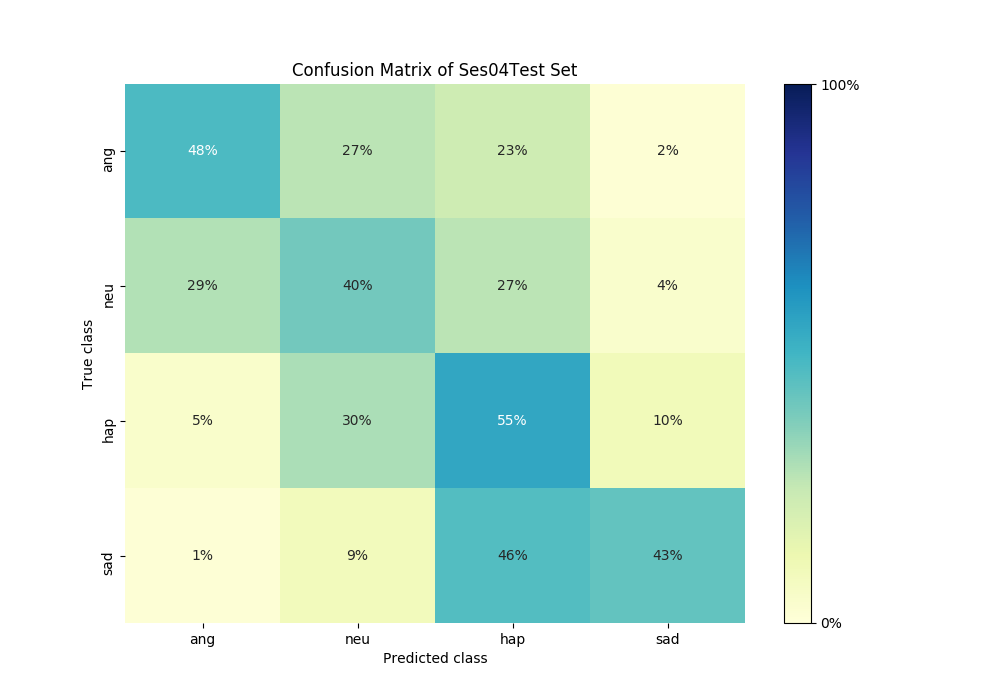 Confusion Matrix of Ses04Test Set
100%
ang 48% 27% 23% 2%
neu 29% 40% 27% 4%
True class
hap 5% 30% 55% 10%
sad 1% 9% 46% 43%
0%
ang neu hap sad
Predicted class